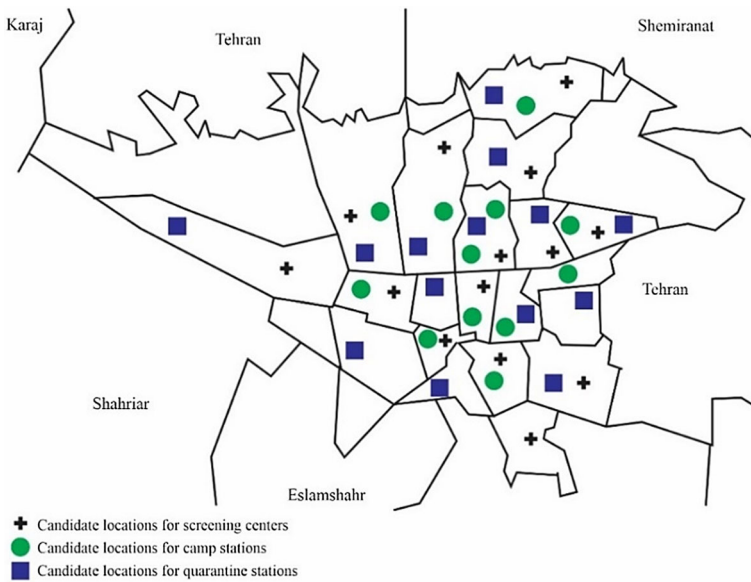 Karaj
Tehran
Shemiranat
Tehran
Shahriar
Eslamshahr
Candidate locations for screening centers
Candidate locations for camp stations
Candidate locations for quarantine stations